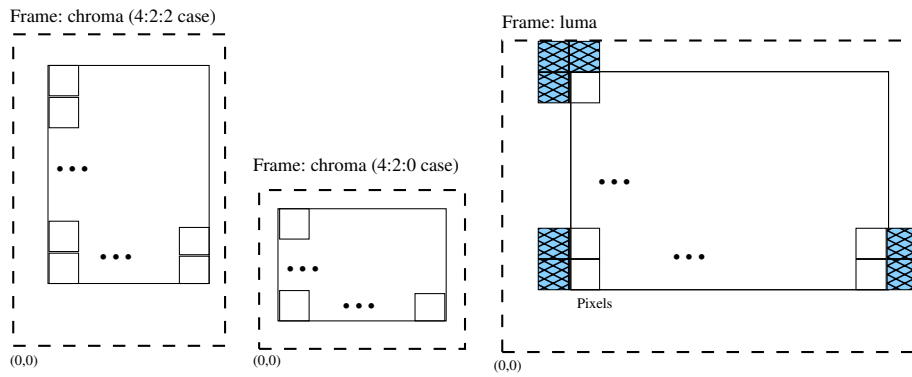 Frame: chroma (4:2:2 case)
Frame: luma
Frame: chroma (4:2:0 case)
Pixels
(0,0)
(0,0)
(0,0)